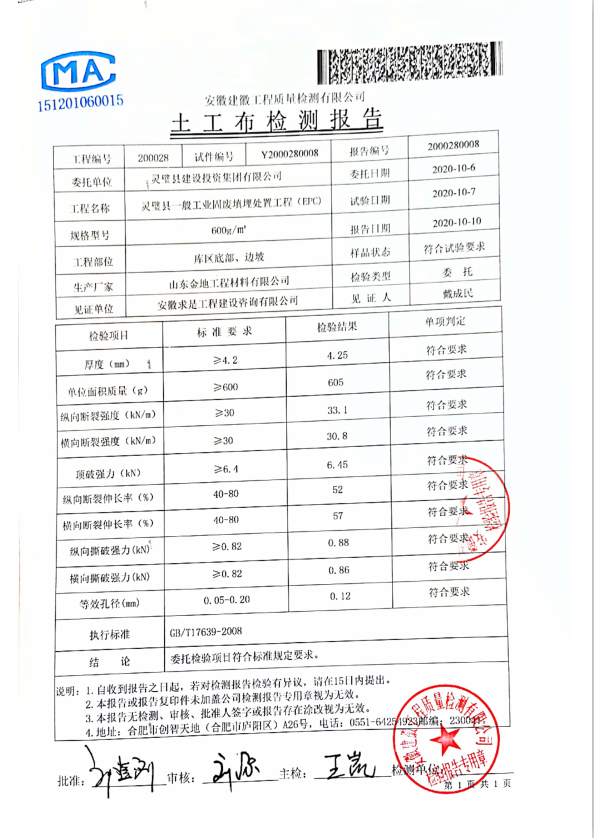 CMA
151201060015
安徽建徽工程质量检测有限公司
土工布检测报告
工程编号 200028 试件编号 Y2000280008 报告编号 2000280008
委托单位 灵璧县建设投资集团有限公司 委托日期 2020-10-6
工程名称 灵璧县一般工业固废填埋处置工程（EPC） 试验日期 2020-10-7
规格型号 600g/㎡ 报告日期 2020-10-10
工程部位 库区底部、边坡 样品状态 符合试验要求
生产厂家 山东金地工程材料有限公司 检验类型 委 托
见证单位 安徽求是工程建设咨询有限公司 见 证 人 戴成民
检验项目 标 准 要 求 检验结果 单项判定
厚度（mm） ≥4.2 4.25 符合要求
单位面积质量（g） ≥600 605 符合要求
纵向断裂强度（kN/m） ≥30 33.1 符合要求
横向断裂强度（kN/m） ≥30 30.8 符合要求
顶破强力（kN） ≥6.4 6.45 符合要求
纵向断裂伸长率（%） 40-80 52 符合要求
横向断裂伸长率（%） 40-80 57 符合要求
纵向撕破强力(kN) ≥0.82 0.88 符合要求
横向撕破强力(kN) ≥0.82 0.86 符合要求
等效孔径(mm) 0.05-0.20 0.12 符合要求
执行标准 GB/T17639-2008
结 论 委托检验项目符合标准规定要求。
说明：1.自收到报告之日起，若对检测报告检验有异议，请在15日内提出。
2.本报告或报告复印件未加盖公司检测报告专用章视为无效。
3.本报告无检测、审核、批准人签字或报告存在涂改视为无效。
4.地址：合肥市创智天地（合肥市庐阳区）A26号，电话：0551-64254923邮编：230041
批准： 审核： 主检：王凯 检测单位：
检验报告专用章
第 1 页 共 1 页